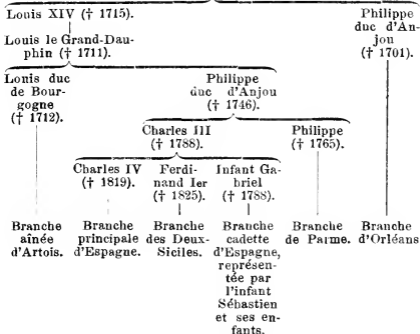 Louis XIV († 1715).
Philippe
duc d'An-
jou
(† 1701).
Louis le Grand-Dau-
phin († 1711).
Louis duc
de Bour-
gogne
(† 1712).
Philippe
duc d'Anjou
(† 1746).
Charles III
(† 1788).
Philippe
(† 1765).
Charles IV
(† 1819).
Ferdi-
nand Ier
(† 1825).
Infant Ga-
briel
(† 1788).
Branche
aînée
d'Artois.
Branche
principale
d'Espagne.
Branche
des Deux-
Siciles.
Branche
cadette
d'Espagne,
représen-
tée par
l'infant
Sébastien
et ses en-
fants.
Branche
de Parme.
Branche
d'Orléans